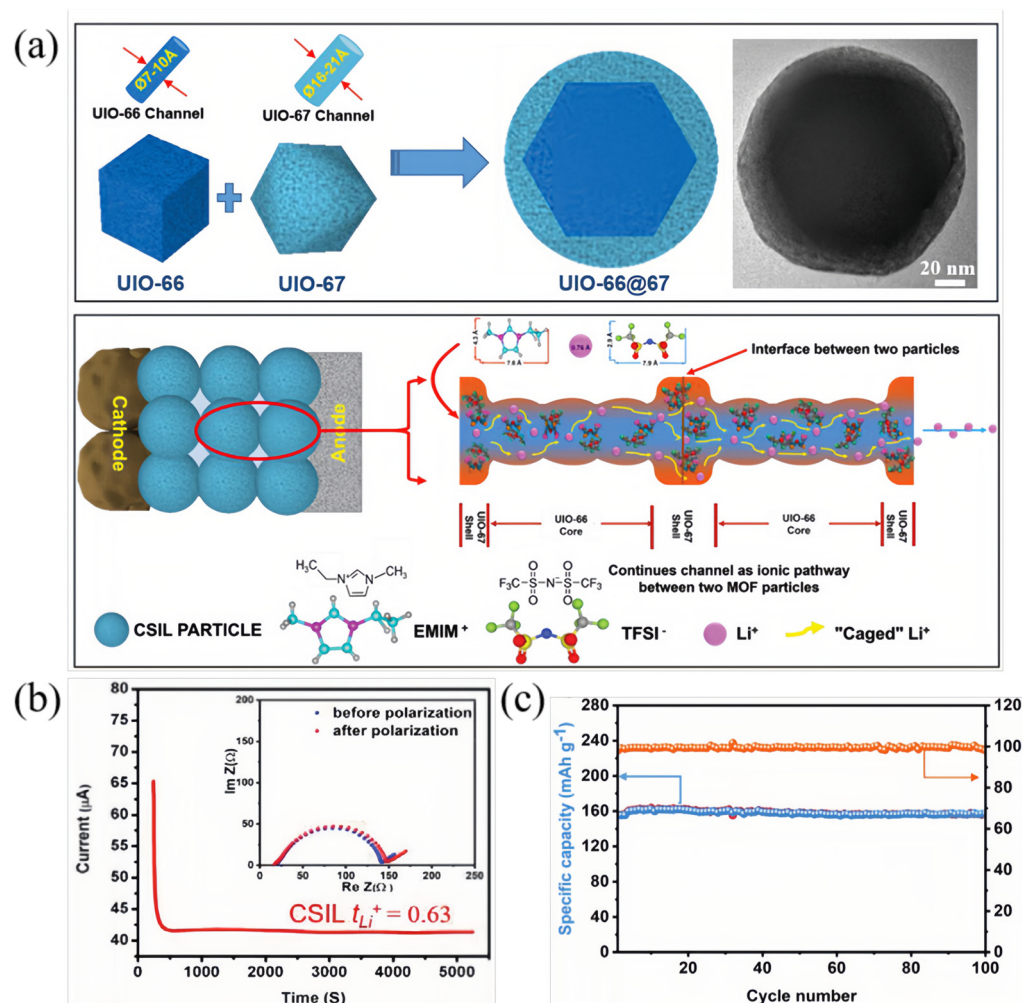 (a)
Ø7-10Å
UIO-66 Channel
Ø16-21Å
UIO-67 Channel
UIO-66
UIO-67
UIO-66@67
20 nm
Cathode
Anode
4.3 Å
7.6 Å
0.76 Å
2.9 Å
7.9 Å
Interface between two particles
UIO-67
Shell
UIO-66
Core
UIO-67
Shell
UIO-66
Core
UIO-67
Shell
Continues channel as ionic pathway
between two MOF particles
H₃C
N
+
N
CH₃
F₃C
O
S
O
N
-
O
S
O
CF₃
CSIL PARTICLE
EMIM⁺
TFSI⁻
Li⁺
"Caged" Li⁺
(b)
Current (μA)
80
75
70
65
60
55
50
45
40
0
1000
2000
3000
4000
5000
Time (S)
Im Z(Ω)
200
150
100
50
0
0
50
100
150
200
250
Re Z(Ω)
before polarization
after polarization
CSIL tLi⁺ = 0.63
(c)
Specific capacity (mAh g⁻¹)
280
240
200
160
120
80
40
0
20
40
60
80
100
Cycle number
120
100
80
60
40
20
0